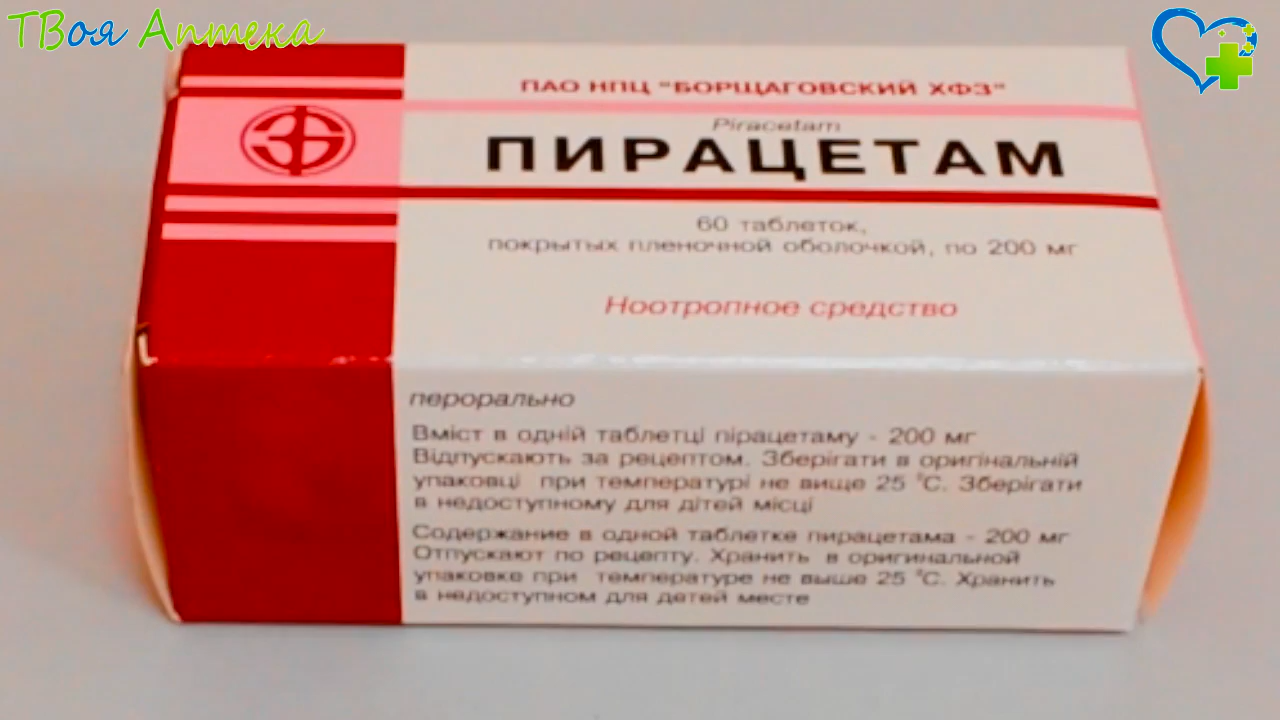 ТВоя Аптека
ПАО НПЦ "БОРЩАГОВСКИЙ ХФЗ"
Piracetam
ПИРАЦЕТАМ
60 таблеток,
покрытых пленочной оболочкой, по 200 мг
Ноотропное средство
перорально
Вміст в одній таблетці пірацетаму - 200 мг
Відпускають за рецептом. Зберігати в оригінальній
упаковці при температурі не вище 25 °С. Зберігати
в недоступному для дітей місці
Содержание в одной таблетке пирацетама - 200 мг
Отпускают по рецепту. Хранить в оригинальной
упаковке при температуре не выше 25 °С. Хранить
в недоступном для детей месте